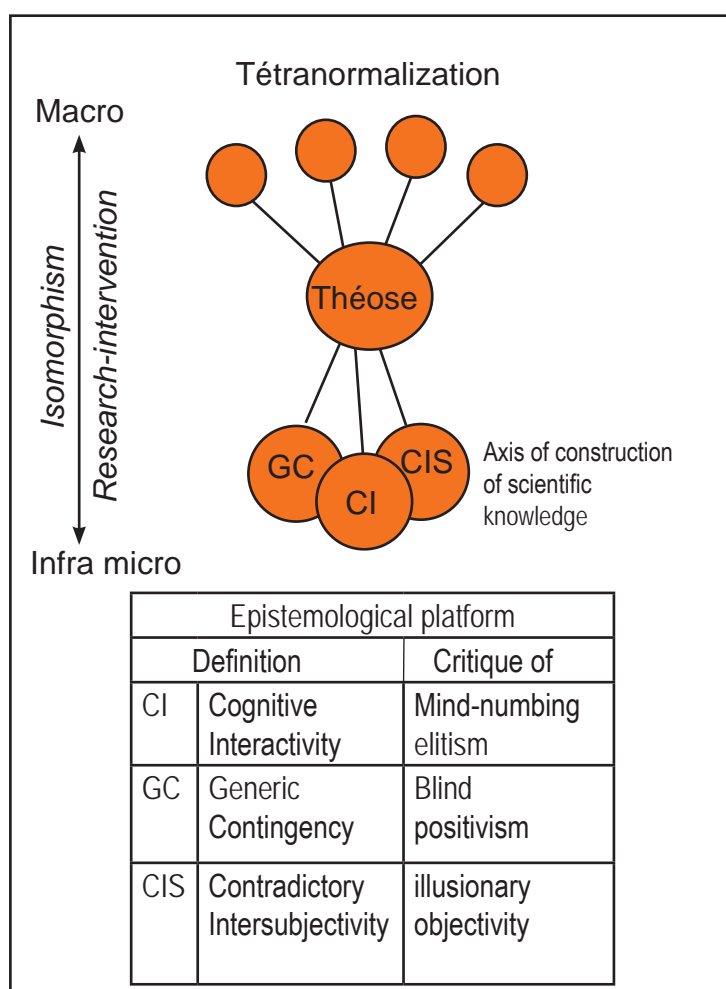 Tétranormalization
Macro
Isomorphism
Research-intervention
Théose
GC
CI
CIS
Axis of construction
of scientific
knowledge
Infra micro
Epistemological platform
Definition
Critique of
CI
Cognitive
Interactivity
Mind-numbing
elitism
GC
Generic
Contingency
Blind
positivism
CIS
Contradictory
Intersubjectivity
illusionary
objectivity